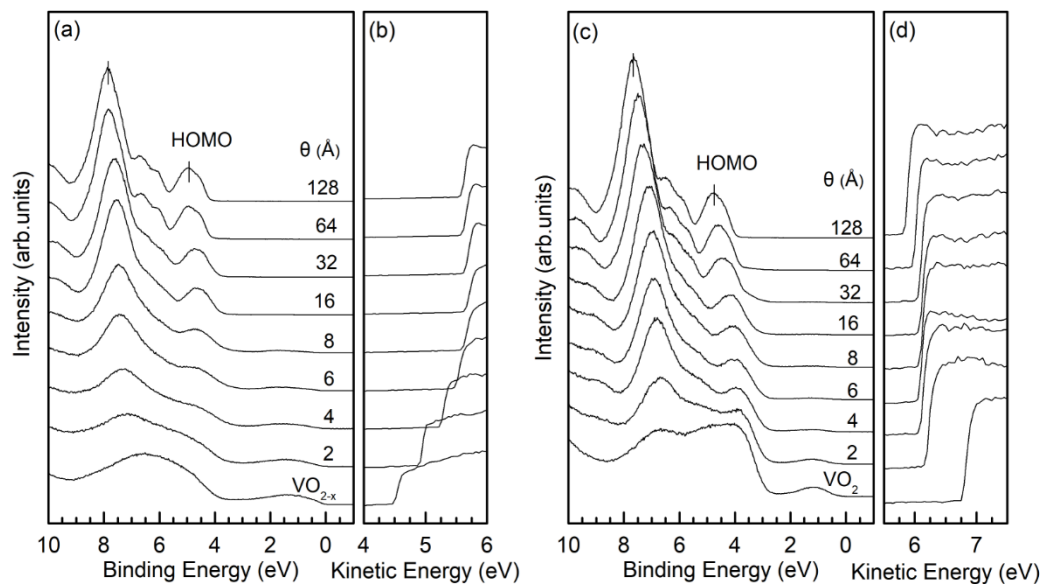 (a)
HOMO
θ (Å)
128
64
32
16
8
6
4
2
VO2-x
10 8 6 4 2 0
Binding Energy (eV)
Intensity (arb.units)
(b)
4 5 6
Kinetic Energy (eV)
(c)
HOMO
θ (Å)
128
64
32
16
8
6
4
2
VO2
10 8 6 4 2 0
Binding Energy (eV)
Intensity (arb.units)
(d)
6 7
Kinetic Energy (eV)